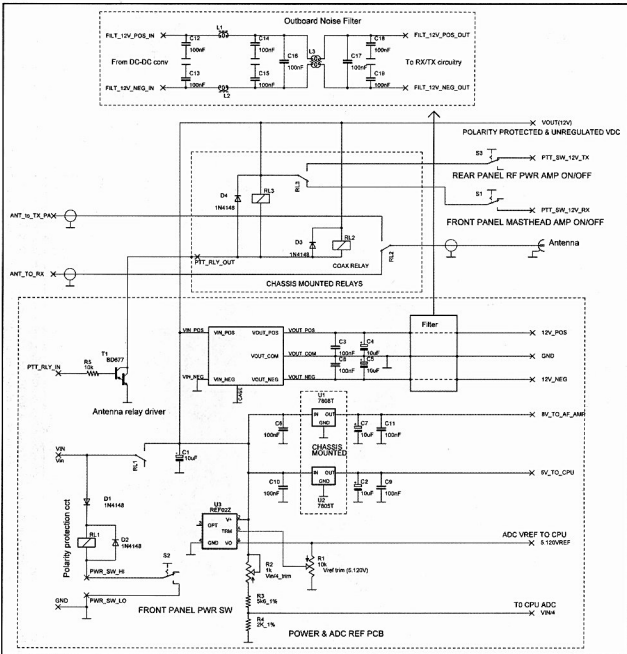 Outboard Noise Filter
FILT_12V_POS_IN
L1
C12
100nF
C14
100nF
C16
100nF
L3
C18
100nF
FILT_12V_POS_OUT
From DC-DC conv
C17
100nF
To RX/TX circuitry
C13
100nF
C15
100nF
C19
100nF
FILT_12V_NEG_IN
L2
FILT_12V_NEG_OUT
VOUT(12V)
POLARITY PROTECTED & UNREGULATED VDC
S3
PTT_SW_12V_TX
REAR PANEL RF PWR AMP ON/OFF
RL3
D4
1N4148
RL3
S1
PTT_SW_12V_RX
FRONT PANEL MASTHEAD AMP ON/OFF
ANT_to_TX_PA
D3
1N4148
RL2
RL2
Antenna
PTT_RLY_OUT
COAX RELAY
ANT_TO_RX
CHASSIS MOUNTED RELAYS
Filter
VIN_POS
VIN_POS
VOUT_POS
VOUT_POS
12V_POS
T1
BD677
C3
100nF
C4
10uF
VOUT_COM
VOUT_COM
GND
PTT_RLY_IN
R5
10k
C6
100nF
C5
10uF
VIN_NEG
VIN_NEG
VOUT_NEG
VOUT_NEG
12V_NEG
CASE
Antenna relay driver
U1
7808T
IN
OUT
GND
8V_TO_AF_AMP
C8
100nF
C7
10uF
C11
100nF
CHASSIS
MOUNTED
VIN
Vin
RL1
C1
10uF
IN
OUT
GND
5V_TO_CPU
C10
100nF
C2
10uF
C9
100nF
U2
7805T
D1
1N4148
U3
REF02Z
V+
OPT
TRM
GND
VO
ADC VREF TO CPU
5.120VREF
Polarity protection cct
RL1
D2
1N4148
S2
R1
10k
Vref trim (5.120V)
R2
1k
Vin/4_trim
PWR_SW_HI
R3
5k6_1%
GND
PWR_SW_LO
TO CPU ADC
VIN/4
FRONT PANEL PWR SW
R4
2K_1%
POWER & ADC REF PCB